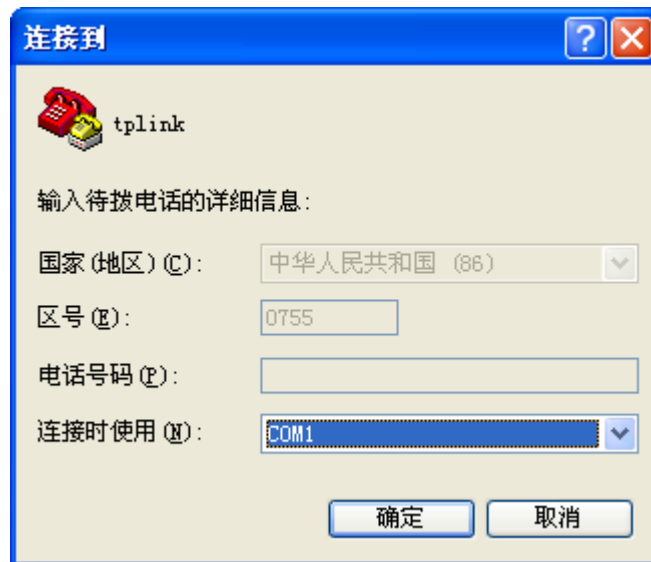 连接到
tplink
输入待拨电话的详细信息:
国家(地区)(C): 中华人民共和国 (86)
区号(E): 0755
电话号码(P):
连接时使用(N): COM1
确定 取消